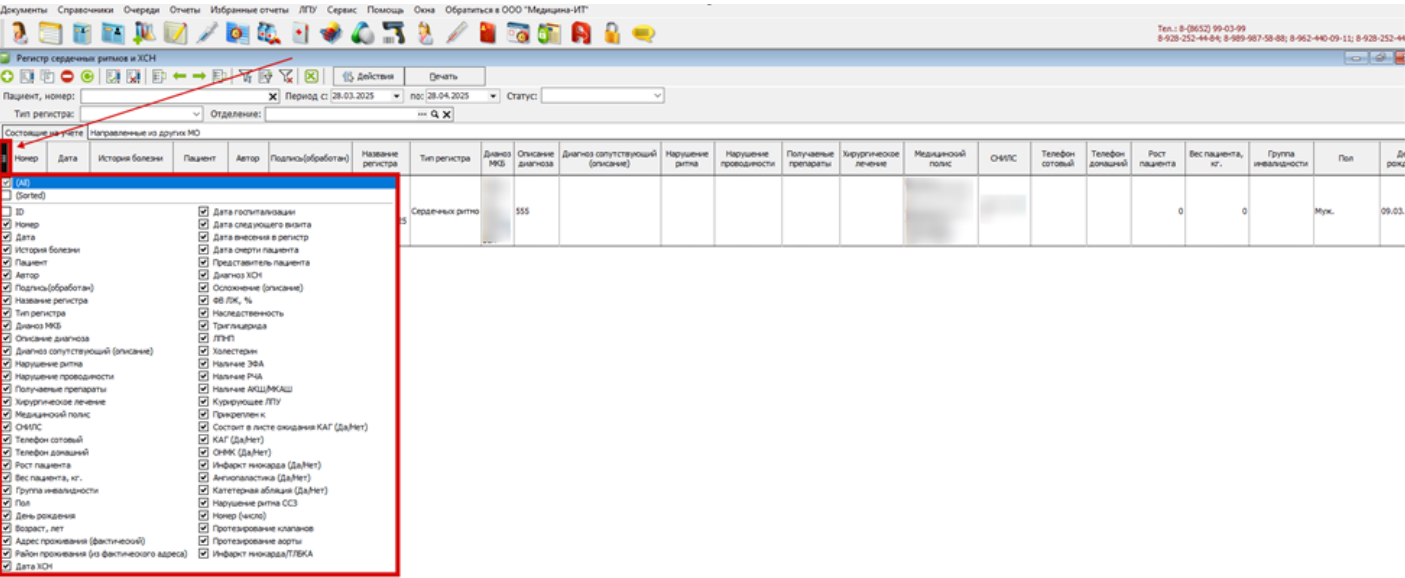 Документы Справочники Очереди Отчеты Избранные отчеты ЛПУ Сервис Помощь Окна Обратиться в ООО "Медицина-ИТ"
Тел.: 8-(8652) 99-03-99
8-928-252-44-84; 8-989-987-58-88; 8-962-440-09-11; 8-928-252-44
Регистр сердечных ритмов и ХСН
Действия Печать
Пациент, номер: Период с: 28.03.2025 по: 28.04.2025 Статус:
Тип регистра: Отделение:
Состоящие на учете Направленные из других МО
Номер Дата История болезни Пациент Автор Подпись(обработан) Название регистра Тип регистра Дианоз МКБ Описание диагноза Диагноз сопутствующий (описание) Нарушение ритма Нарушение проводимости Получаемые препараты Хирургическое лечение Медицинский полис СНИЛС Телефон сотовый Телефон домашний Рост пациента Вес пациента, кг. Группа инвалидности Пол Де рожд
(All)
(Sorted)
25 Сердечных ритмо 555 0 0 Муж. 09.03.
ID
Номер
Дата
История болезни
Пациент
Автор
Подпись(обработан)
Название регистра
Тип регистра
Дианоз МКБ
Описание диагноза
Диагноз сопутствующий (описание)
Нарушение ритма
Нарушение проводимости
Получаемые препараты
Хирургическое лечение
Медицинский полис
СНИЛС
Телефон сотовый
Телефон домашний
Рост пациента
Вес пациента, кг.
Группа инвалидности
Пол
День рождения
Возраст, лет
Адрес проживания (фактический)
Район проживания (из фактического адреса)
Дата ХСН
Дата госпитализации
Дата следующего визита
Дата внесения в регистр
Дата смерти пациента
Представитель пациента
Диагноз ХСН
Осложнение (описание)
ФВ ЛЖ, %
Наследственность
Триглицерида
ЛПНП
Холестерин
Наличие ЭФА
Наличие РЧА
Наличие АКШ/МКАШ
Курирующее ЛПУ
Прикреплен к
Состоит в листе ожидания КАГ (Да/Нет)
КАГ (Да/Нет)
ОНМК (Да/Нет)
Инфаркт миокарда (Да/Нет)
Ангиопластика (Да/Нет)
Катетерная абляция (Да/Нет)
Нарушение ритма ССЗ
Номер (число)
Протезирование клапанов
Протезирование аорты
Инфаркт миокарда/ТЛБКА